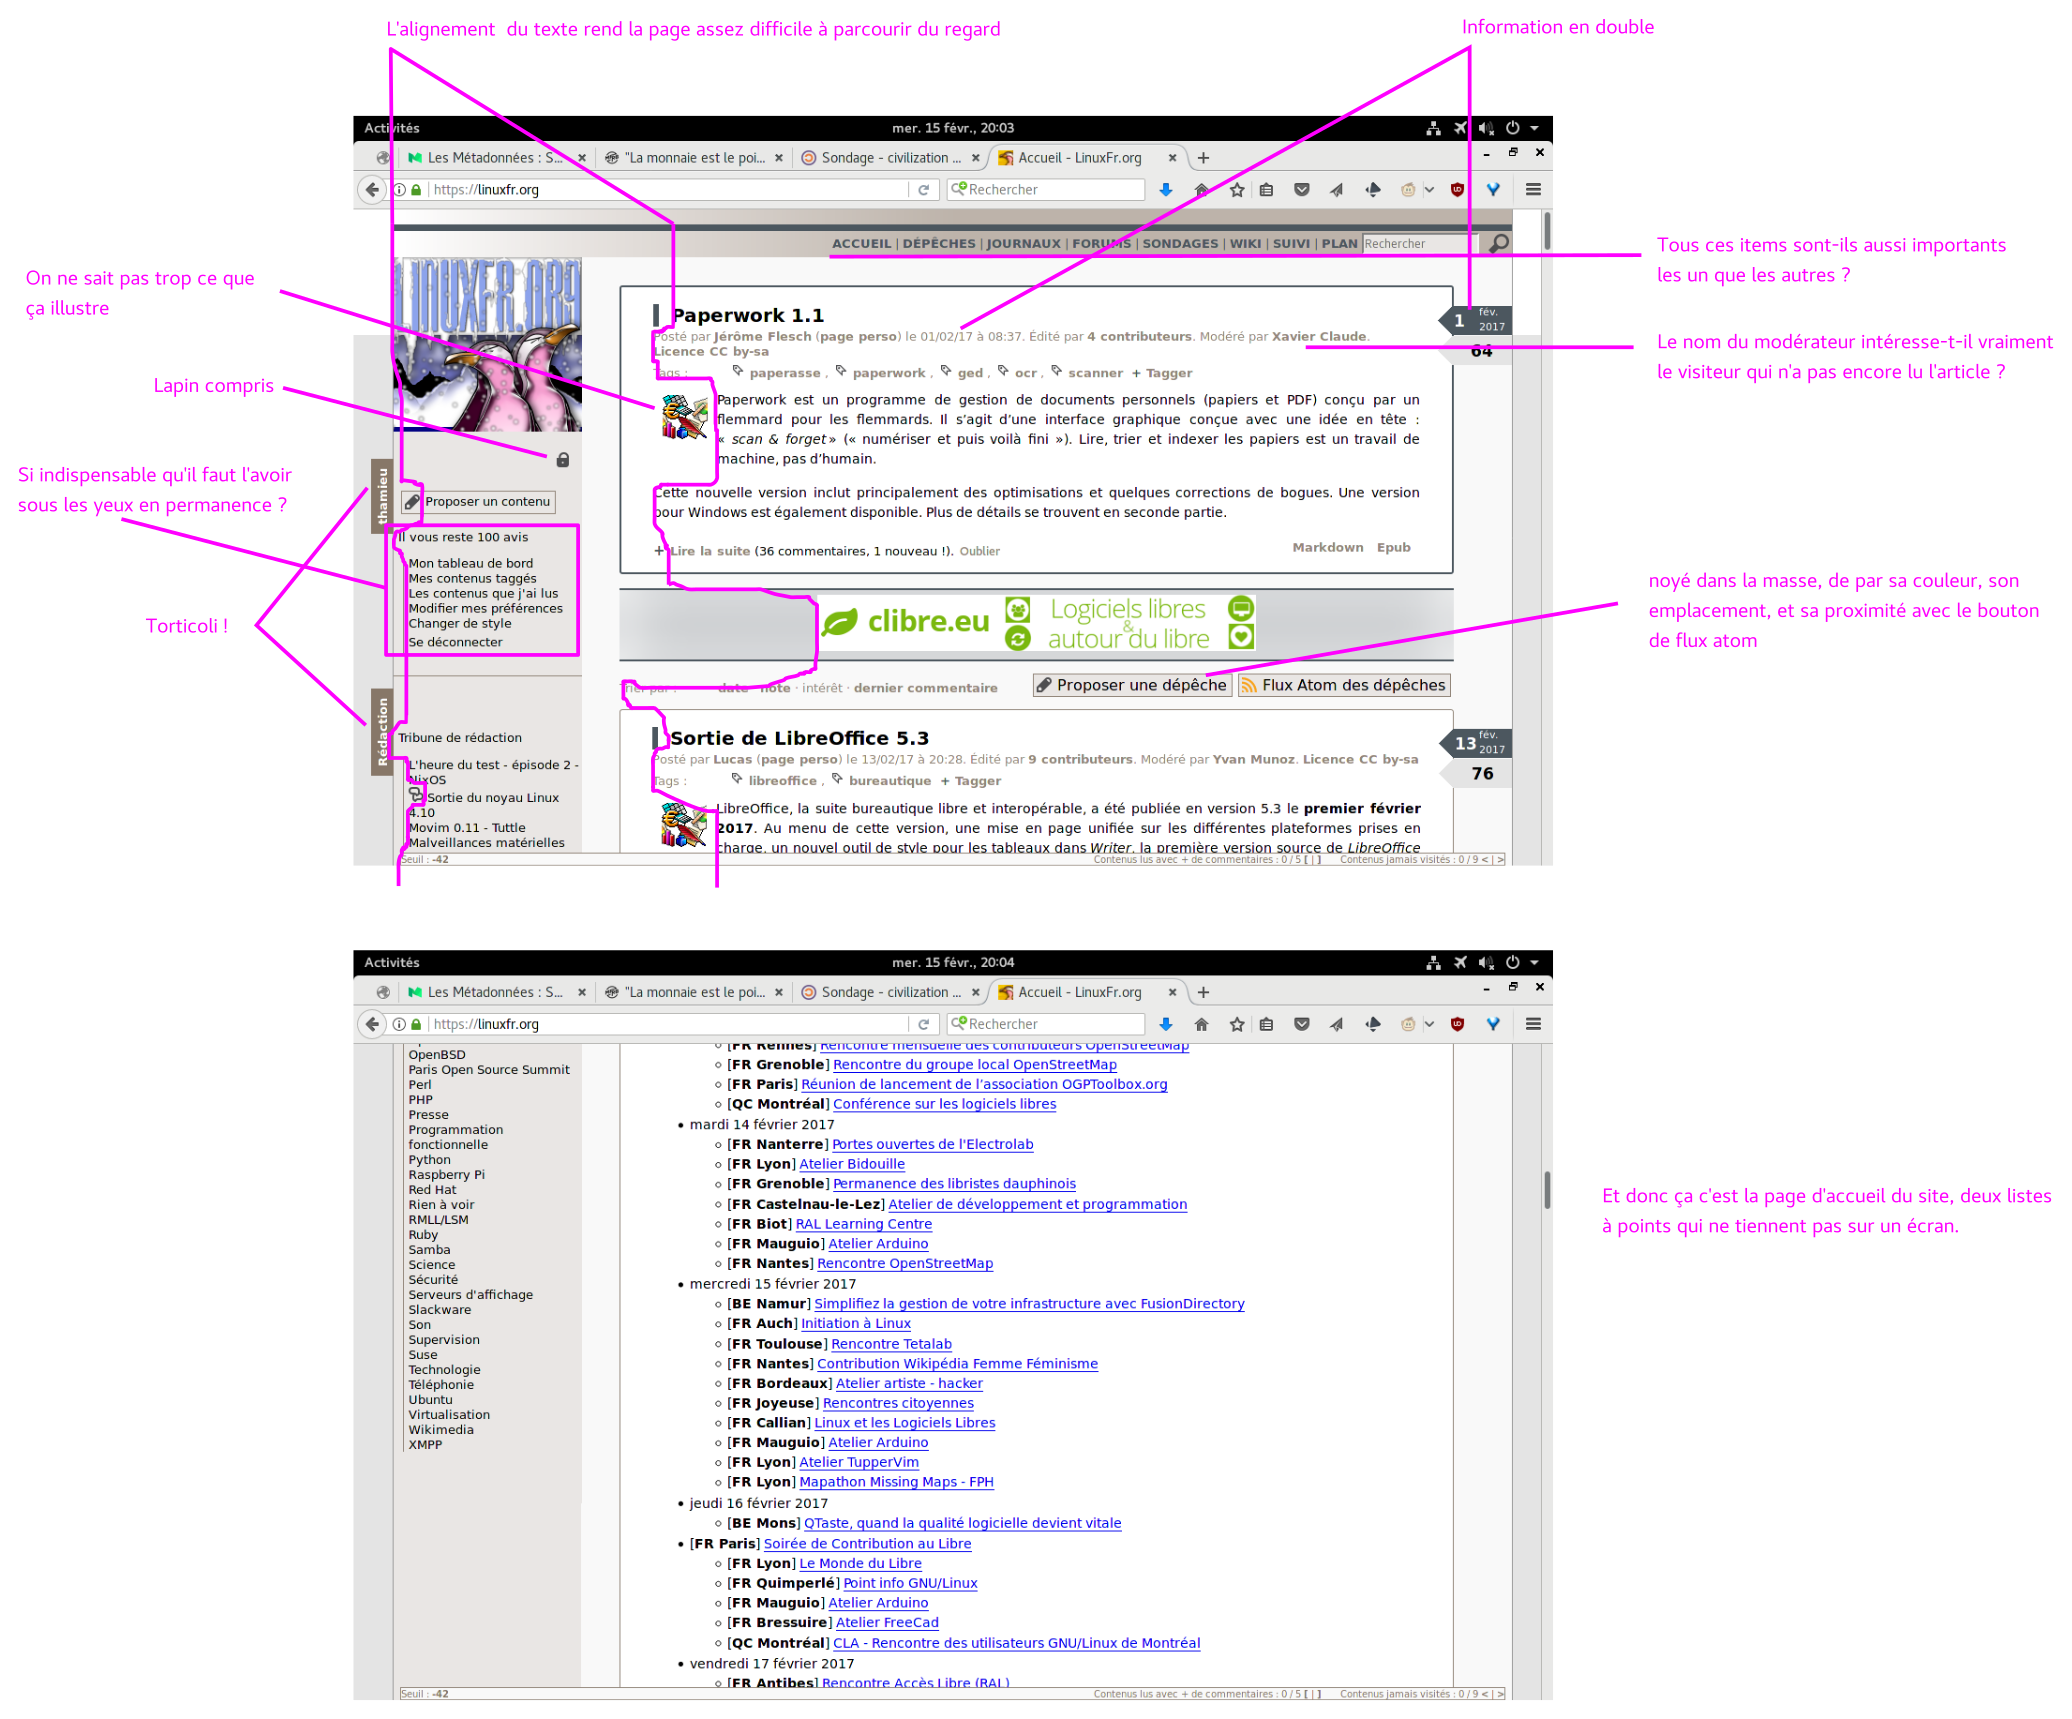 L'alignement  du texte rend la page assez difficile à parcourir du regard
Information en double
Activités
mer. 15 févr., 20:03
Les Métadonnées : S...
"La monnaie est le poi...
Sondage - civilization ...
Accueil - LinuxFr.org
https://linuxfr.org
Rechercher
ACCUEIL | DÉPÊCHES | JOURNAUX | FORUMS | SONDAGES | WIKI | SUIVI | PLAN
Rechercher
Tous ces items sont-ils aussi importants
les un que les autres ?
On ne sait pas trop ce que
ça illustre
LINUXFR.ORG
Paperwork 1.1
Posté par Jérôme Flesch (page perso) le 01/02/17 à 08:37. Édité par 4 contributeurs. Modéré par Xavier Claude.
Licence CC by-sa
1 fév.
2017
64
Le nom du modérateur intéresse-t-il vraiment
le visiteur qui n'a pas encore lu l'article ?
Tags : paperasse , paperwork , ged , ocr , scanner + Tagger
Lapin compris
Paperwork est un programme de gestion de documents personnels (papiers et PDF) conçu par un
flemmard pour les flemmards. Il s’agit d’une interface graphique conçue avec une idée en tête :
« scan & forget » (« numériser et puis voilà fini »). Lire, trier et indexer les papiers est un travail de
machine, pas d’humain.
Si indispensable qu'il faut l'avoir
sous les yeux en permanence ?
thamieu
Proposer un contenu
Cette nouvelle version inclut principalement des optimisations et quelques corrections de bogues. Une version
pour Windows est également disponible. Plus de détails se trouvent en seconde partie.
Il vous reste 100 avis
+ Lire la suite (36 commentaires, 1 nouveau !). Oublier
Markdown Epub
Mon tableau de bord
Mes contenus taggés
Les contenus que j'ai lus
Modifier mes préférences
Changer de style
Se déconnecter
Torticoli !
clibre.eu
Logiciels libres
&
autour du libre
noyé dans la masse, de par sa couleur, son
emplacement, et sa proximité avec le bouton
de flux atom
Trier par : date · note · intérêt · dernier commentaire
Proposer une dépêche
Flux Atom des dépêches
Rédaction
Tribune de rédaction
L'heure du test - épisode 2 -
NixOS
Sortie du noyau Linux
4.10
Movim 0.11 - Tuttle
Malveillances matérielles
Sortie de LibreOffice 5.3
Posté par Lucas (page perso) le 13/02/17 à 20:28. Édité par 9 contributeurs. Modéré par Yvan Munoz. Licence CC by-sa
13 fév.
2017
76
Tags : libreoffice , bureautique + Tagger
LibreOffice, la suite bureautique libre et interopérable, a été publiée en version 5.3 le premier février
2017. Au menu de cette version, une mise en page unifiée sur les différentes plateformes prises en
charge, un nouvel outil de style pour les tableaux dans Writer, la première version source de LibreOffice
Seuil : -42
Contenus lus avec + de commentaires : 0 / 5 [ | ]
Contenus jamais visités : 0 / 9 < | >
Activités
mer. 15 févr., 20:04
Les Métadonnées : S...
"La monnaie est le poi...
Sondage - civilization ...
Accueil - LinuxFr.org
https://linuxfr.org
Rechercher
OpenBSD
Paris Open Source Summit
Perl
PHP
Presse
Programmation
fonctionnelle
Python
Raspberry Pi
Red Hat
Rien à voir
RMLL/LSM
Ruby
Samba
Science
Sécurité
Serveurs d'affichage
Slackware
Son
Supervision
Suse
Technologie
Téléphonie
Ubuntu
Virtualisation
Wikimedia
XMPP
[FR Rennes] Rencontre mensuelle des contributeurs OpenStreetMap
[FR Grenoble] Rencontre du groupe local OpenStreetMap
[FR Paris] Réunion de lancement de l’association OGPToolbox.org
[QC Montréal] Conférence sur les logiciels libres
mardi 14 février 2017
[FR Nanterre] Portes ouvertes de l'Electrolab
[FR Lyon] Atelier Bidouille
[FR Grenoble] Permanence des libristes dauphinois
[FR Castelnau-le-Lez] Atelier de développement et programmation
[FR Biot] RAL Learning Centre
[FR Mauguio] Atelier Arduino
[FR Nantes] Rencontre OpenStreetMap
mercredi 15 février 2017
[BE Namur] Simplifiez la gestion de votre infrastructure avec FusionDirectory
[FR Auch] Initiation à Linux
[FR Toulouse] Rencontre Tetalab
[FR Nantes] Contribution Wikipédia Femme Féminisme
[FR Bordeaux] Atelier artiste - hacker
[FR Joyeuse] Rencontres citoyennes
[FR Callian] Linux et les Logiciels Libres
[FR Mauguio] Atelier Arduino
[FR Lyon] Atelier TupperVim
[FR Lyon] Mapathon Missing Maps - FPH
jeudi 16 février 2017
[BE Mons] QTaste, quand la qualité logicielle devient vitale
[FR Paris] Soirée de Contribution au Libre
[FR Lyon] Le Monde du Libre
[FR Quimperlé] Point info GNU/Linux
[FR Mauguio] Atelier Arduino
[FR Bressuire] Atelier FreeCad
[QC Montréal] CLA - Rencontre des utilisateurs GNU/Linux de Montréal
vendredi 17 février 2017
[FR Antibes] Rencontre Accès Libre (RAL)
Et donc ça c'est la page d'accueil du site, deux listes
à points qui ne tiennent pas sur un écran.
Seuil : -42
Contenus lus avec + de commentaires : 0 / 5 [ | ]
Contenus jamais visités : 0 / 9 < | >